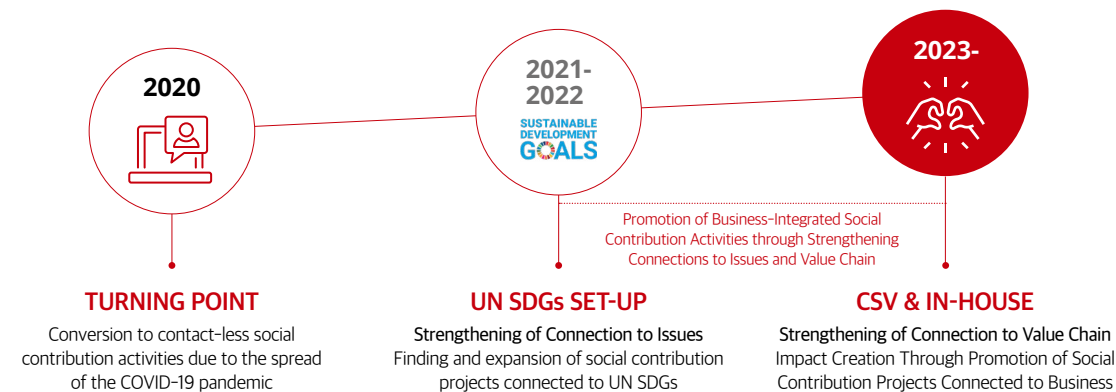 2020
TURNING POINT
Conversion to contact-less social
contribution activities due to the spread
of the COVID-19 pandemic
2021-
2022
SUSTAINABLE
DEVELOPMENT
GOALS
UN SDGs SET-UP
Strengthening of Connection to Issues
Finding and expansion of social contribution
projects connected to UN SDGs
Promotion of Business-Integrated Social
Contribution Activities through Strengthening
Connections to Issues and Value Chain
2023-
CSV & IN-HOUSE
Strengthening of Connection to Value Chain
Impact Creation Through Promotion of Social
Contribution Projects Connected to Business